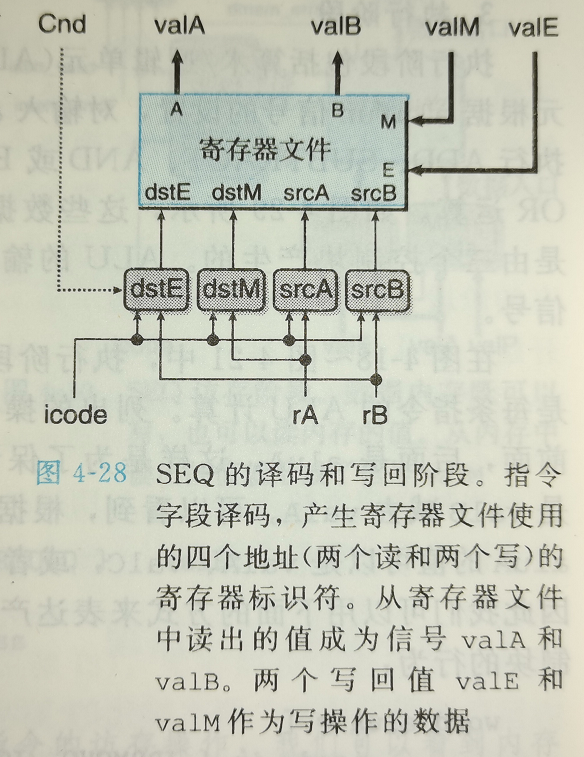 Cnd valA valB valM valE
A B
M
寄存器文件
E
dstE dstM srcA srcB
dstE dstM srcA srcB
icode rA rB
图 4-28 SEQ 的译码和写回阶段。指令
字段译码，产生寄存器文件使用
的四个地址(两个读和两个写)的
寄存器标识符。从寄存器文件
中读出的值成为信号 valA 和
valB。两个写回值 valE 和
valM作为写操作的数据